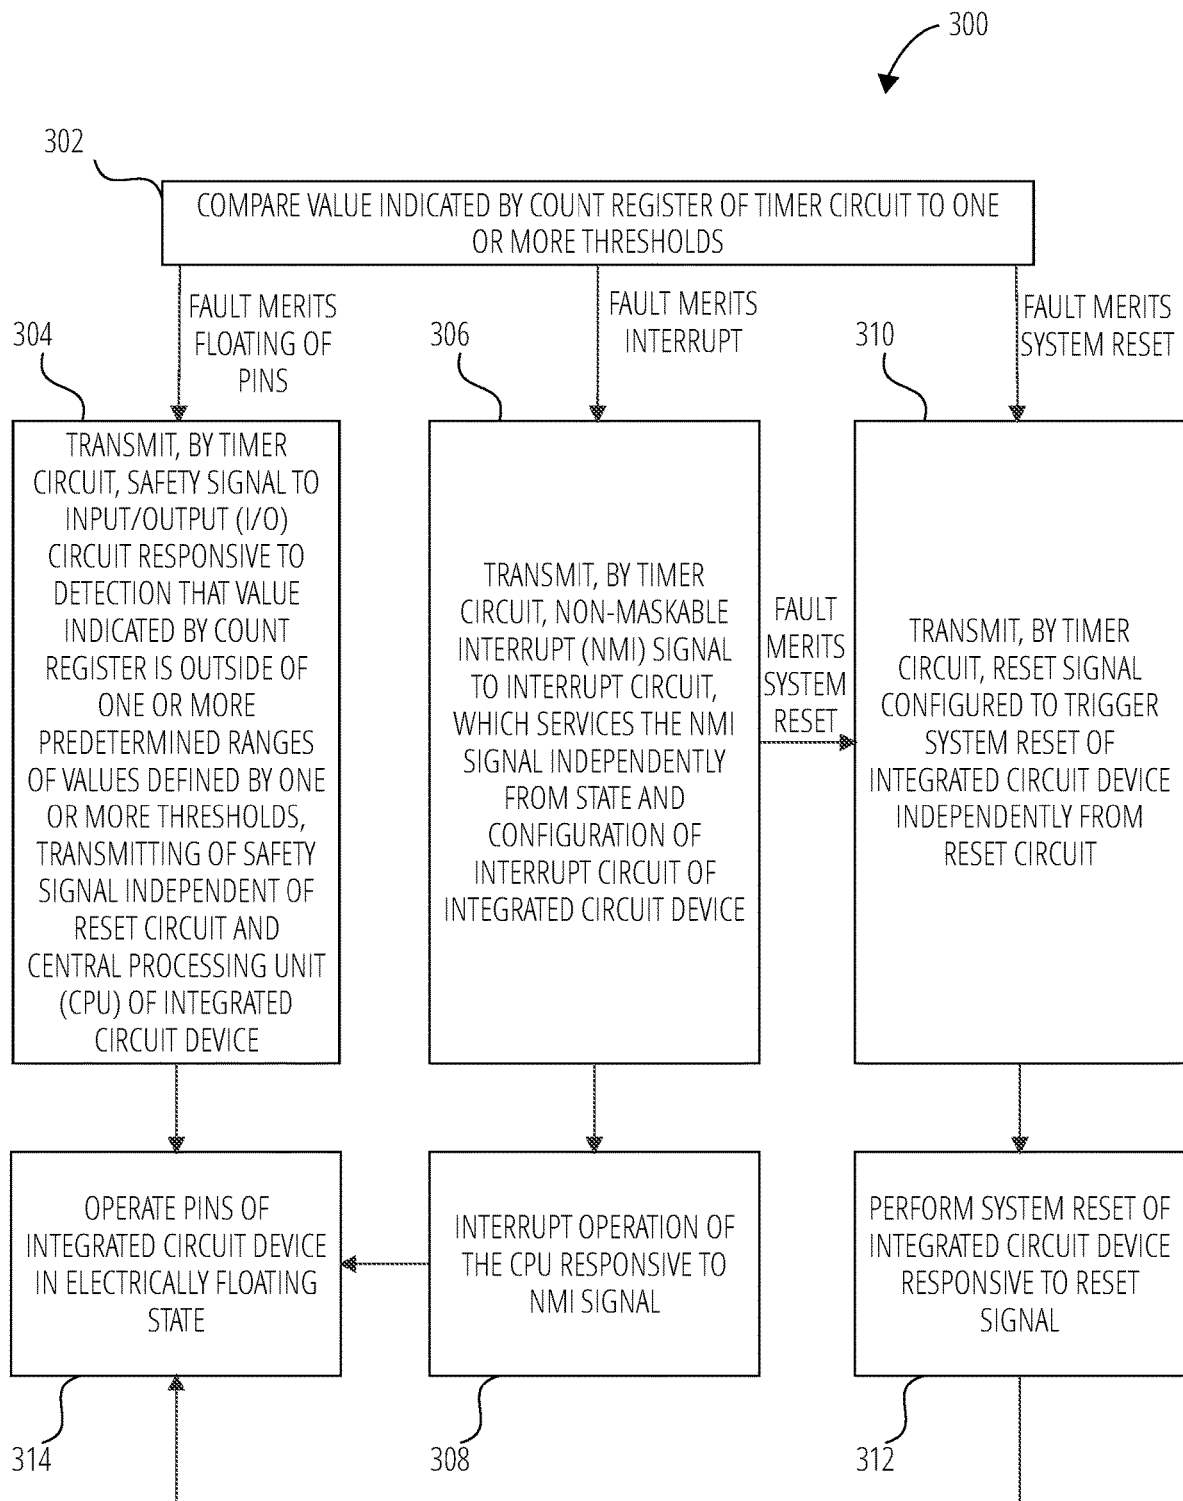 300
302
COMPARE VALUE INDICATED BY COUNT REGISTER OF TIMER CIRCUIT TO ONE
OR MORE THRESHOLDS
FAULT MERITS
FLOATING OF
PINS
FAULT MERITS
INTERRUPT
FAULT MERITS
SYSTEM RESET
304
306
310
TRANSMIT, BY TIMER
CIRCUIT, SAFETY SIGNAL TO
INPUT/OUTPUT (I/O)
CIRCUIT RESPONSIVE TO
DETECTION THAT VALUE
INDICATED BY COUNT
REGISTER IS OUTSIDE OF
ONE OR MORE
PREDETERMINED RANGES
OF VALUES DEFINED BY ONE
OR MORE THRESHOLDS,
TRANSMITTING OF SAFETY
SIGNAL INDEPENDENT OF
RESET CIRCUIT AND
CENTRAL PROCESSING UNIT
(CPU) OF INTEGRATED
CIRCUIT DEVICE
TRANSMIT, BY TIMER
CIRCUIT, NON-MASKABLE
INTERRUPT (NMI) SIGNAL
TO INTERRUPT CIRCUIT,
WHICH SERVICES THE NMI
SIGNAL INDEPENDENTLY
FROM STATE AND
CONFIGURATION OF
INTERRUPT CIRCUIT OF
INTEGRATED CIRCUIT DEVICE
FAULT
MERITS
SYSTEM
RESET
TRANSMIT, BY TIMER
CIRCUIT, RESET SIGNAL
CONFIGURED TO TRIGGER
SYSTEM RESET OF
INTEGRATED CIRCUIT DEVICE
INDEPENDENTLY FROM
RESET CIRCUIT
OPERATE PINS OF
INTEGRATED CIRCUIT DEVICE
IN ELECTRICALLY FLOATING
STATE
INTERRUPT OPERATION OF
THE CPU RESPONSIVE TO
NMI SIGNAL
PERFORM SYSTEM RESET OF
INTEGRATED CIRCUIT DEVICE
RESPONSIVE TO RESET
SIGNAL
314
308
312